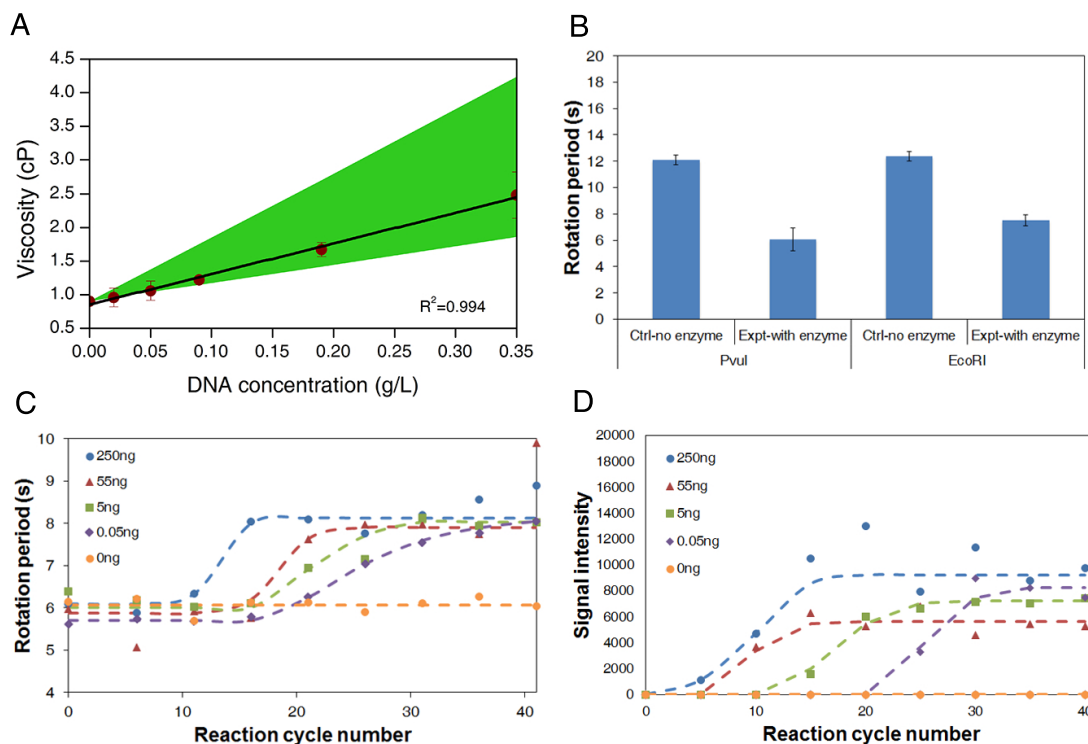 A
4.5
4.0
3.5
3.0
2.5
2.0
1.5
1.0
0.5
Viscosity (cP)
R²=0.994
0.00 0.05 0.10 0.15 0.20 0.25 0.30 0.35
DNA concentration (g/L)
B
20
18
16
14
12
10
8
6
4
2
0
Rotation period (s)
Ctrl-no enzyme Expt-with enzyme Ctrl-no enzyme Expt-with enzyme
PvuI EcoRI
C
10
9
8
7
6
5
4
Rotation period (s)
250ng
55ng
5ng
0.05ng
0ng
0 10 20 30 40
Reaction cycle number
D
20000
18000
16000
14000
12000
10000
8000
6000
4000
2000
0
Signal intensity
250ng
55ng
5ng
0.05ng
0ng
0 10 20 30 40
Reaction cycle number